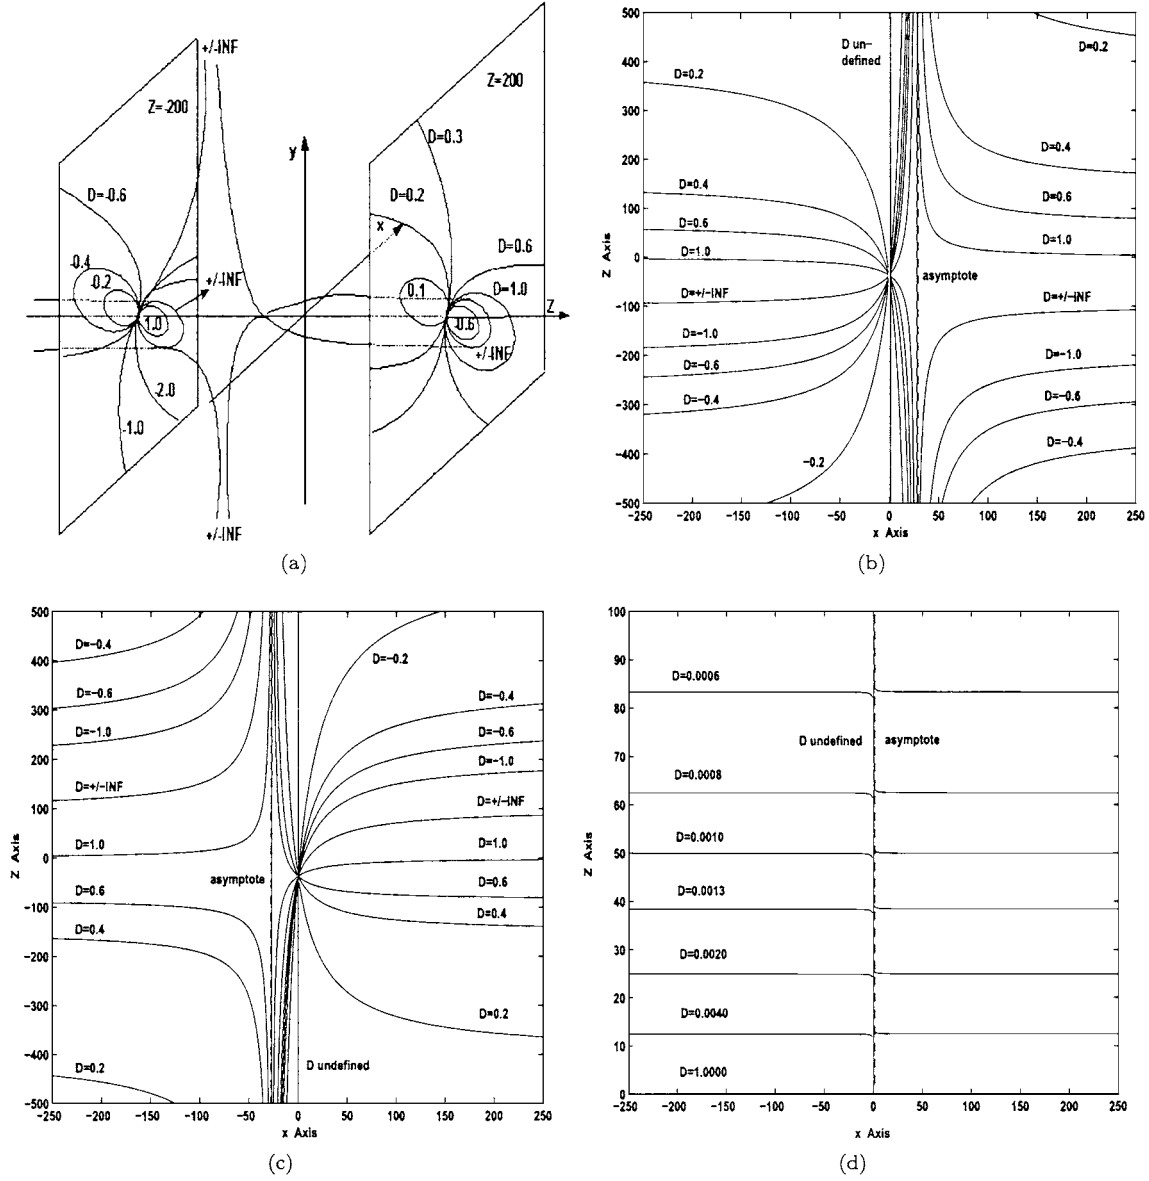 +/-INF
Z=-200
Z=200
y
D=0.3
D=-0.6
D=0.2
x
D=0.6
-0.4
-0.2
+/-INF
0.1
D=1.0
Z
1.0
-0.6
+/-INF
-2.0
-1.0
+/-INF
(a)
500
400
300
200
100
0
-100
-200
-300
-400
-500
Z Axis
D un-
defined
D=0.2
D=0.2
D=0.4
D=0.4
D=0.6
D=0.6
D=1.0
D=1.0
asymptote
D=+/-INF
D=+/-INF
D=-1.0
D=-1.0
D=-0.6
D=-0.6
D=-0.4
D=-0.4
-0.2
-250 -200 -150 -100 -50 0 50 100 150 200 250
x Axis
(b)
500
400
300
200
100
0
-100
-200
-300
-400
-500
Z Axis
D=-0.4
D=-0.2
D=-0.6
D=-0.4
D=-1.0
D=-0.6
D=-1.0
D=+/-INF
D=+/-INF
D=1.0
D=1.0
asymptote
D=0.6
D=0.6
D=0.4
D=0.4
D=0.2
D undefined
D=0.2
-250 -200 -150 -100 -50 0 50 100 150 200 250
x Axis
(c)
100
90
80
70
60
50
40
30
20
10
0
Z Axis
D=0.0006
D undefined asymptote
D=0.0008
D=0.0010
D=0.0013
D=0.0020
D=0.0040
D=1.0000
-250 -200 -150 -100 -50 0 50 100 150 200 250
x Axis
(d)